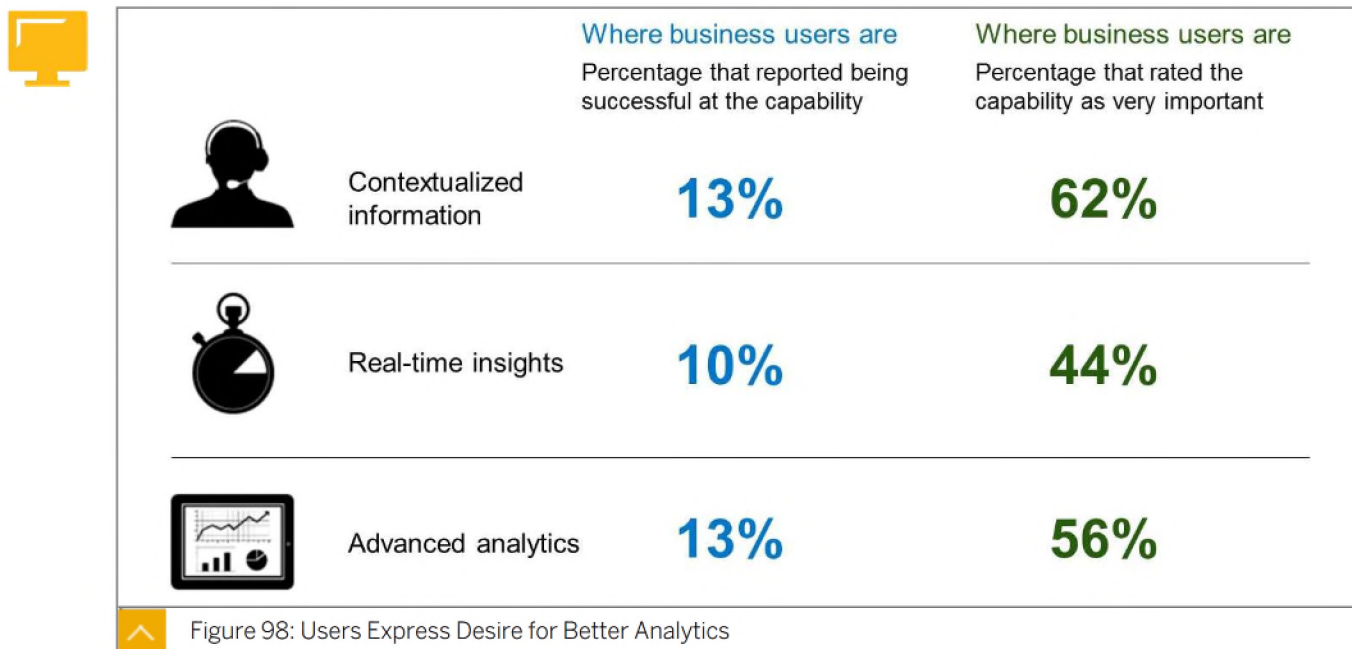 Where business users are
Where business users are
Percentage that reported being
successful at the capability
Percentage that rated the
capability as very important
Contextualized
information
13%
62%
Real-time insights
10%
44%
Advanced analytics
13%
56%
Figure 98: Users Express Desire for Better Analytics